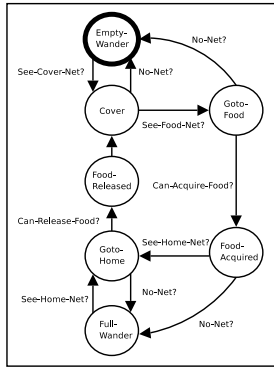 Empty-
Wander
No-Net?
See-Cover-Net?
No-Net?
Cover
Goto-
Food
See-Food-Net?
Food-
Released
Can-Acquire-Food?
Can-Release-Food?
Goto-
Home
See-Home-Net?
Food-
Acquired
See-Home-Net?
No-Net?
Full-
Wander
No-Net?